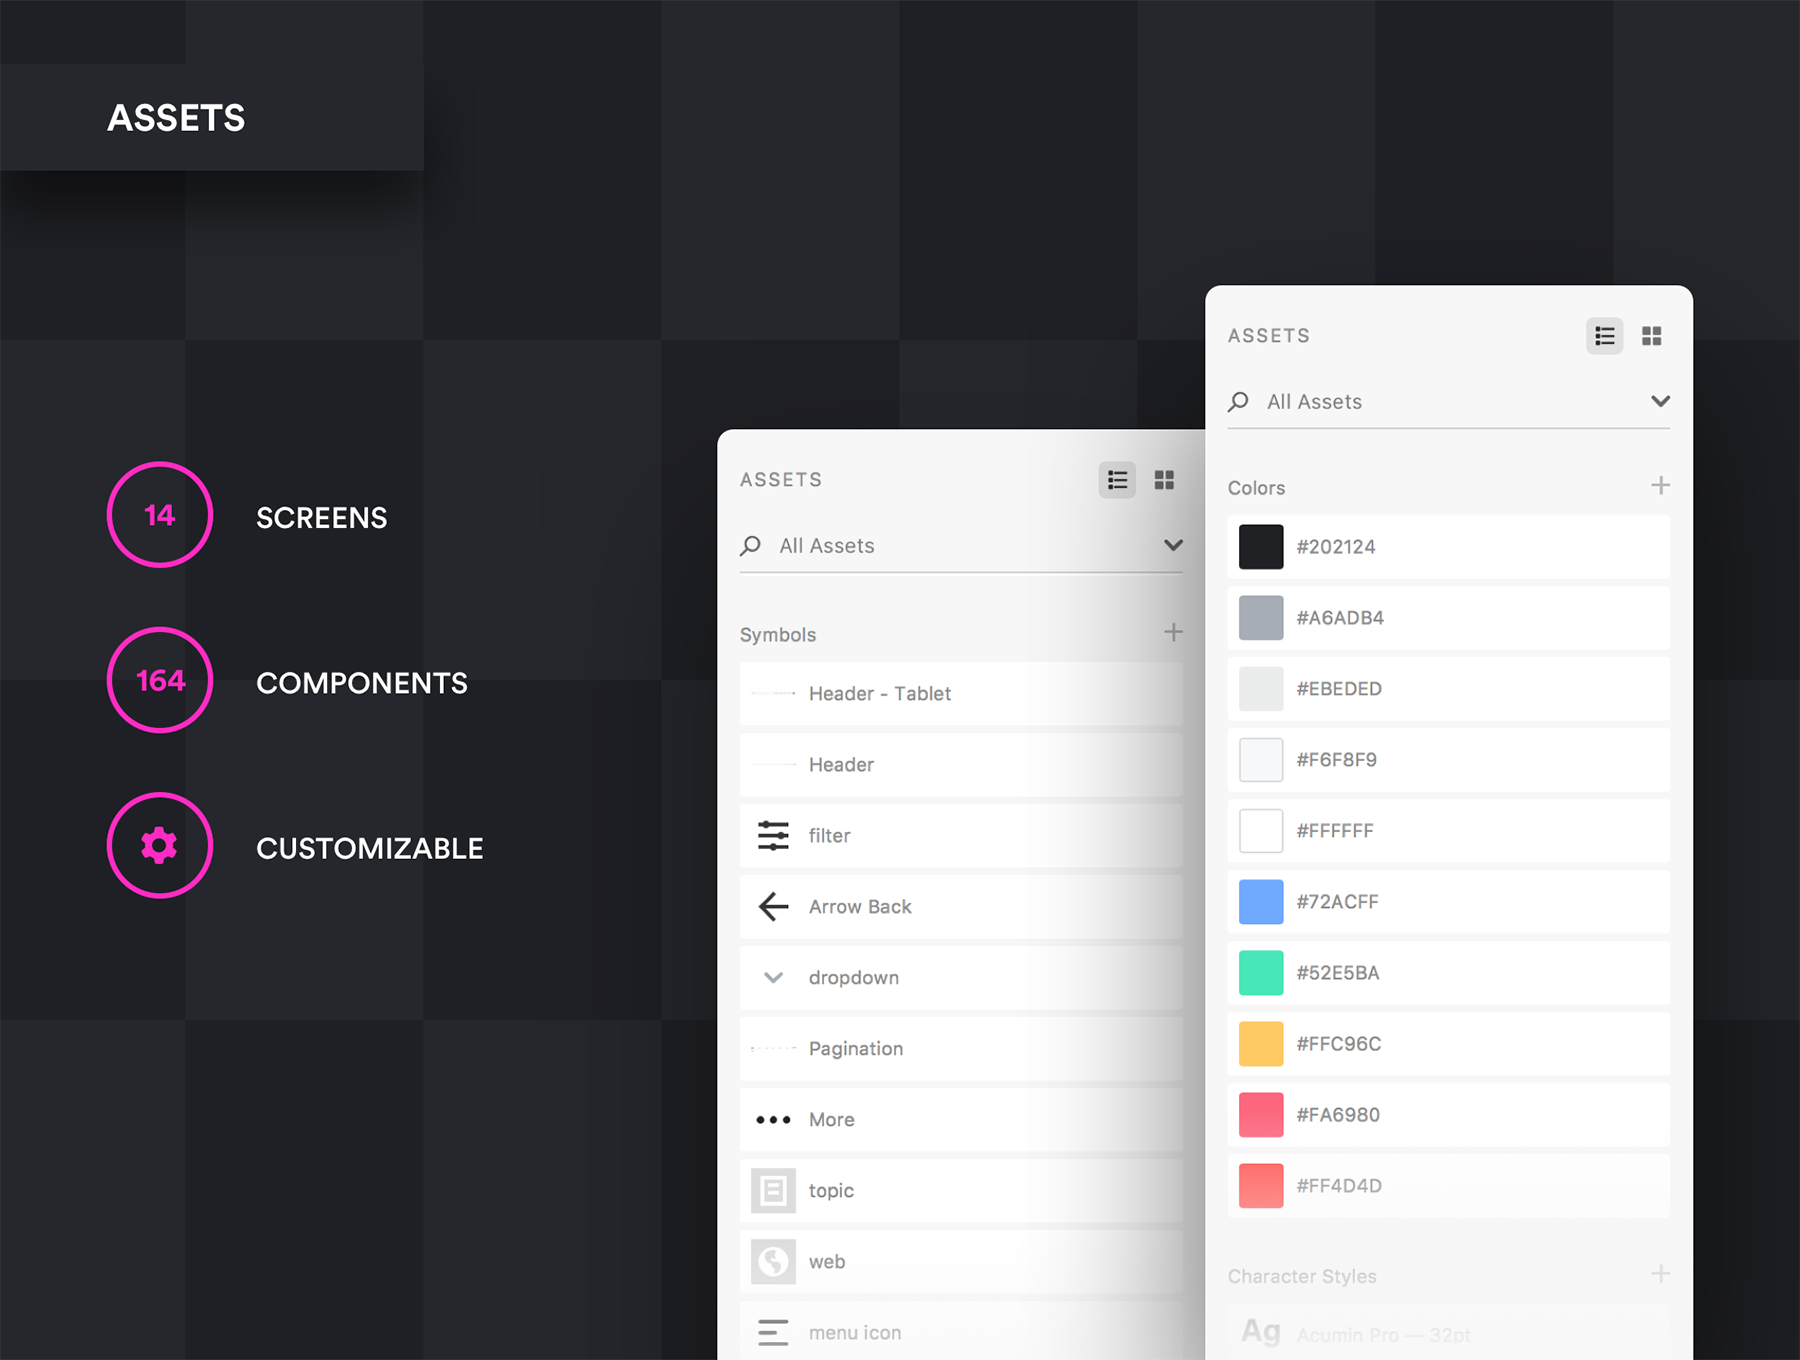 ASSETS
14
SCREENS
164
COMPONENTS
CUSTOMIZABLE
ASSETS
All Assets
Symbols
Header - Tablet
Header
filter
Arrow Back
dropdown
Pagination
More
topic
web
menu icon
ASSETS
All Assets
Colors
#202124
#A6ADB4
#EBEDED
#F6F8F9
#FFFFFF
#72ACFF
#52E5BA
#FFC96C
#FA6980
#FF4D4D
Character Styles
Ag
Acumin Pro — 32pt